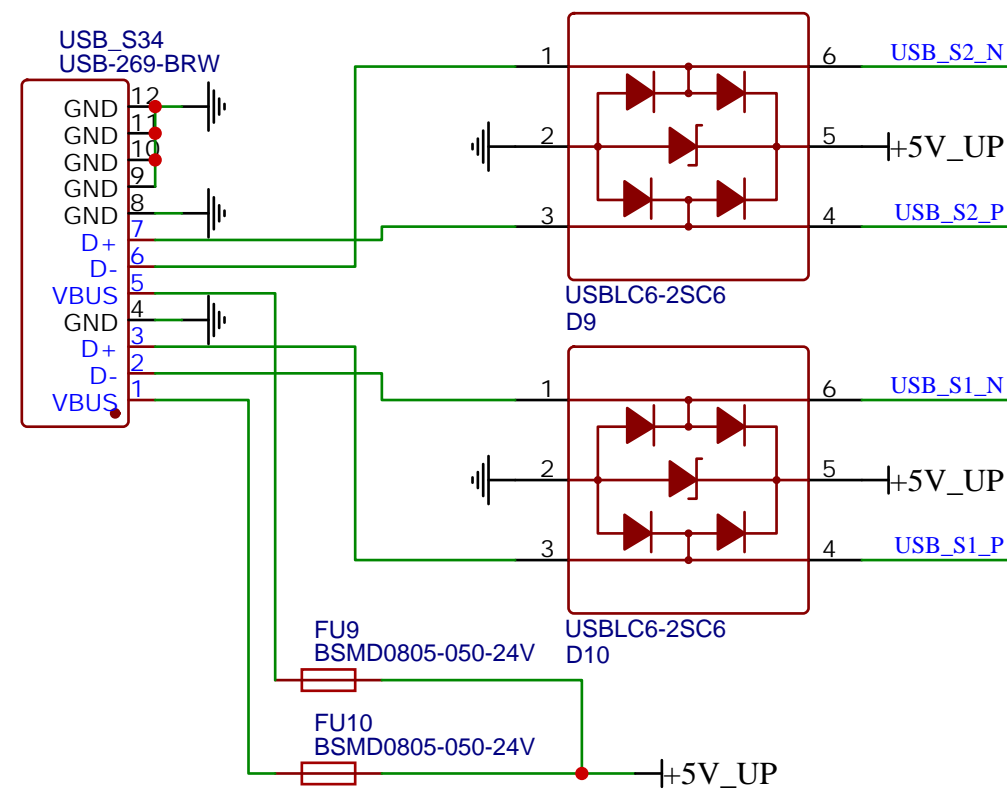 USB_S34
USB-269-BRW
GND 12
GND 11
GND 10
GND 9
GND 8
D+ 7
D- 6
VBUS 5
GND 4
D+ 3
D- 2
VBUS 1
1 6 USB_S2_N
2 5 +5V_UP
3 4 USB_S2_P
USBLC6-2SC6
D9
1 6 USB_S1_N
2 5 +5V_UP
3 4 USB_S1_P
USBLC6-2SC6
D10
FU9
BSMD0805-050-24V
FU10
BSMD0805-050-24V
+5V_UP